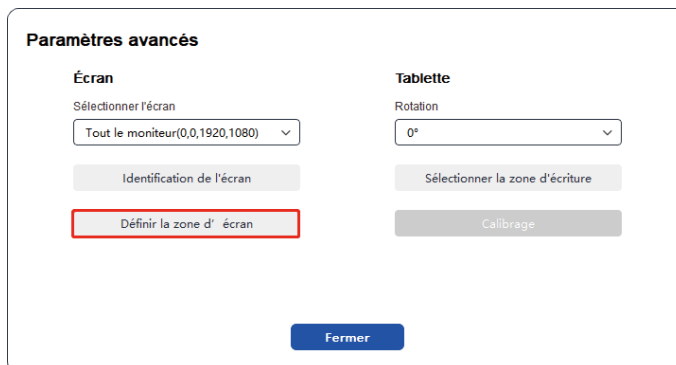 Paramètres avancés
Écran
Sélectionner l'écran
Tout le moniteur(0,0,1920,1080)
Identification de l'écran
Définir la zone d’ écran
Tablette
Rotation
0°
Sélectionner la zone d'écriture
Calibrage
Fermer